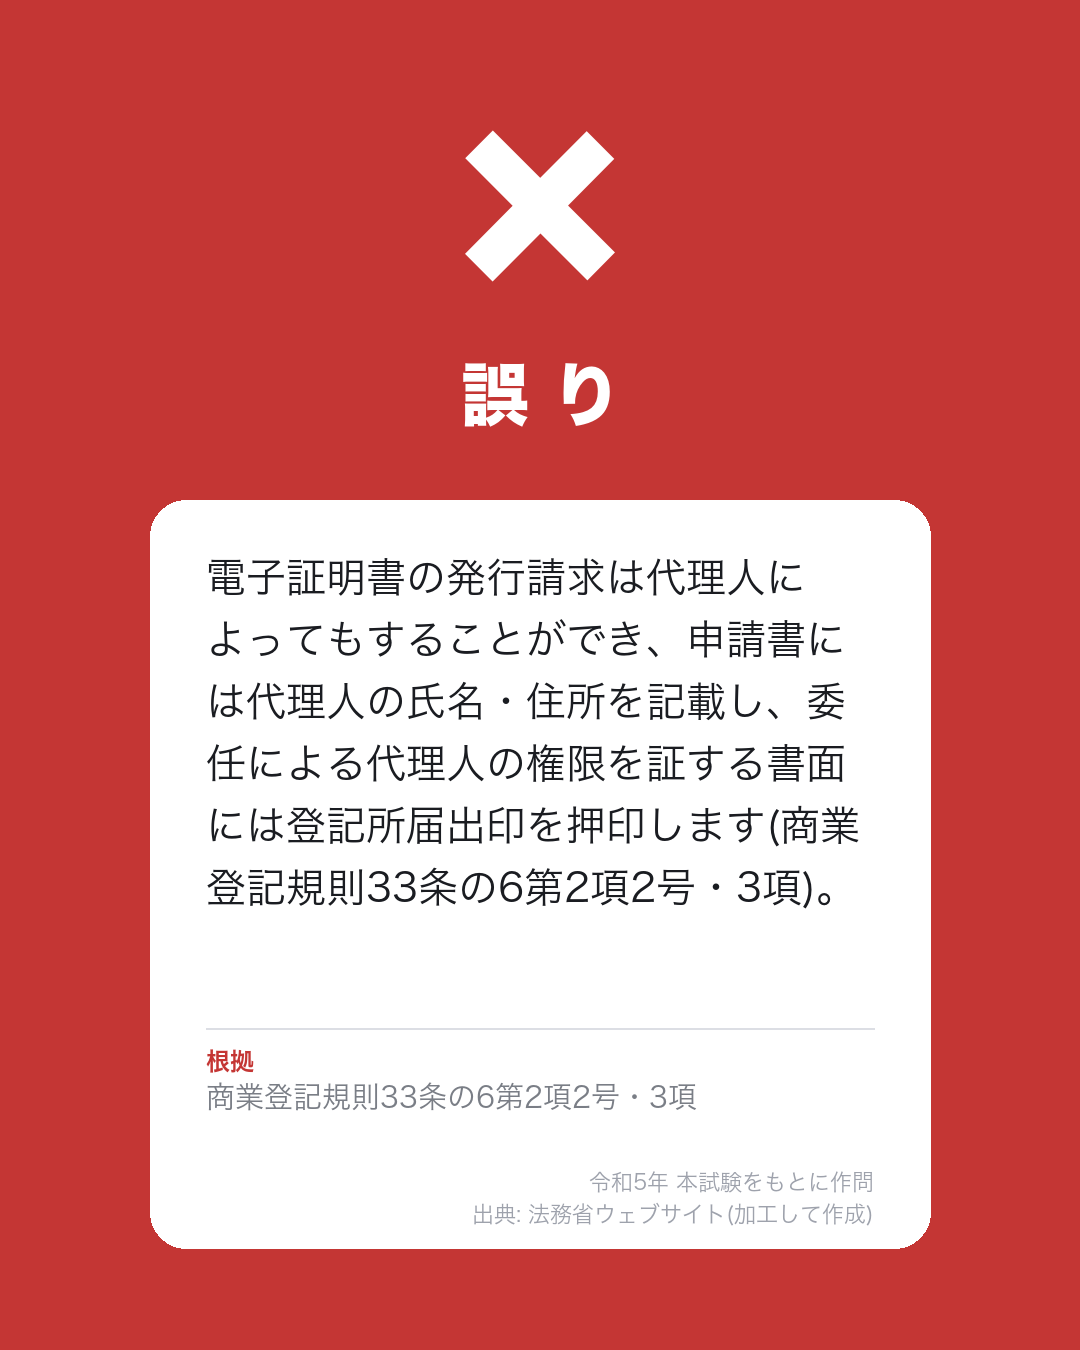 誤り
電子証明書の発行請求は代理人に
よってもすることができ、申請書に
は代理人の氏名・住所を記載し、委
任による代理人の権限を証する書面
には登記所届出印を押印します(商業
登記規則33条の6第2項2号・3項)。
根拠
商業登記規則33条の6第2項2号・3項
令和5年 本試験をもとに作問
出典: 法務省ウェブサイト(加工して作成)